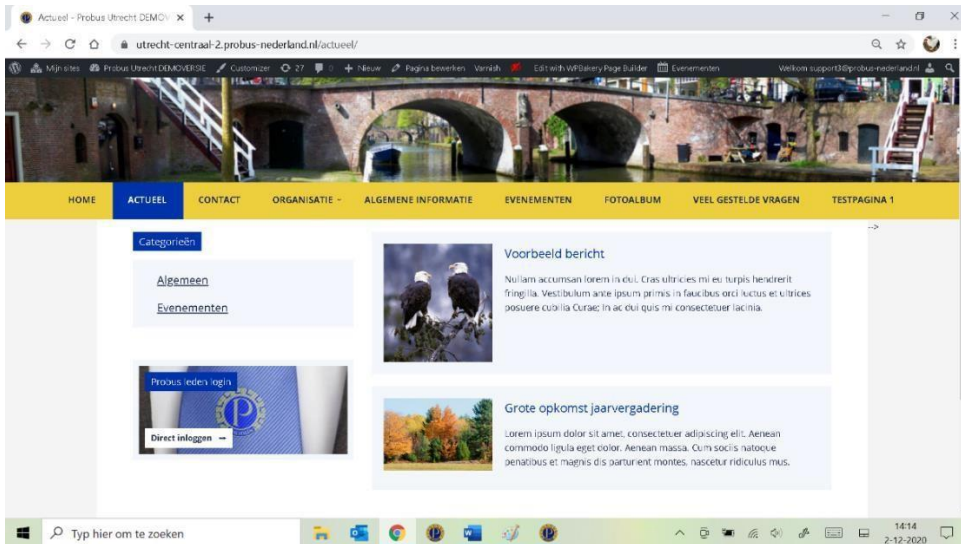 Actueel - Probus Utrecht DEMOV
utrecht-centraal-2.probus-nederland.nl/actueel/
Mijn sites Probus Utrecht DEMOVERSIE Customizer 27 0 Nieuw Pagina bewerken Varnish Edit with WPBakery Page Builder Evenementen Welkom support3@probus-nederland.nl
HOME ACTUEEL CONTACT ORGANISATIE ALGEMENE INFORMATIE EVENEMENTEN FOTOALBUM VEEL GESTELDE VRAGEN TESTPAGINA 1
-->
Categorieën
Algemeen
Evenementen
Probus leden login
P
Direct inloggen →
Voorbeeld bericht
Nullam accumsan lorem in dui. Cras ultricies mi eu turpis hendrerit
fringilla. Vestibulum ante ipsum primis in faucibus orci luctus et ultrices
posuere cubilia Curae; In ac dui quis mi consectetuer lacinia.
Grote opkomst jaarvergadering
Lorem ipsum dolor sit amet, consectetuer adipiscing elit. Aenean
commodo ligula eget dolor. Aenean massa. Cum sociis natoque
penatibus et magnis dis parturient montes, nascetur ridiculus mus.
Typ hier om te zoeken
14:14
2-12-2020